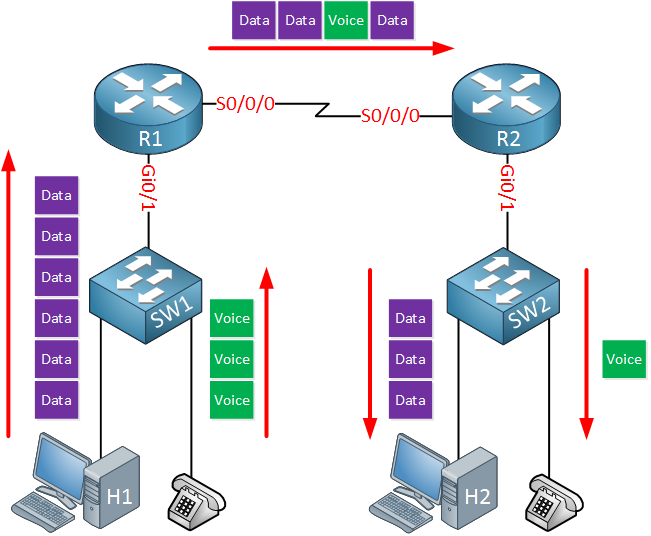 Data Data Voice Data
R1
S0/0/0
S0/0/0
R2
Gi0/1
Gi0/1
Data
Data
Data
Data
Data
Data
SW1
Voice
Voice
Voice
Data
Data
Data
SW2
Voice
H1
H2